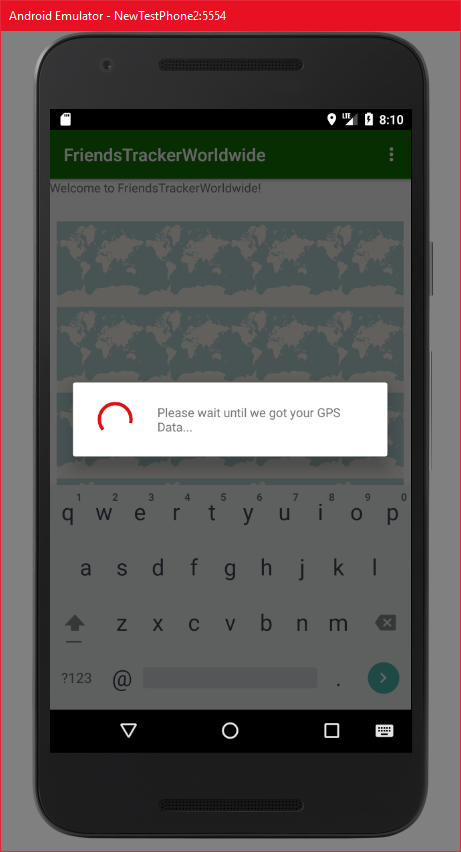 Android Emulator - NewTestPhone2:5554
LTE 8:10
FriendsTrackerWorldwide
Welcome to FriendsTrackerWorldwide!
Please wait until we got your GPS
Data...
1 2 3 4 5 6 7 8 9 0
q w e r t y u i o p
a s d f g h j k l
z x c v b n m
?123 @ .